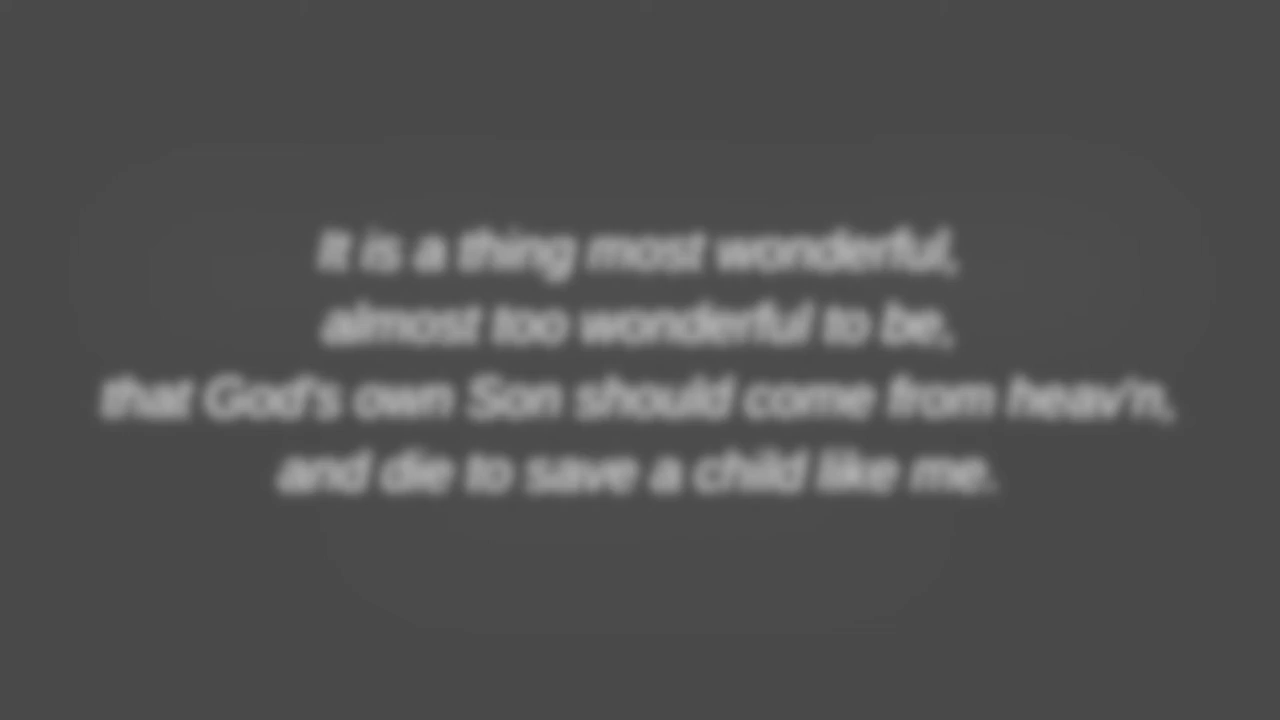 It is a thing most wonderful,
almost too wonderful to be,
that God's own Son should come from heav'n,
and die to save a child like me.